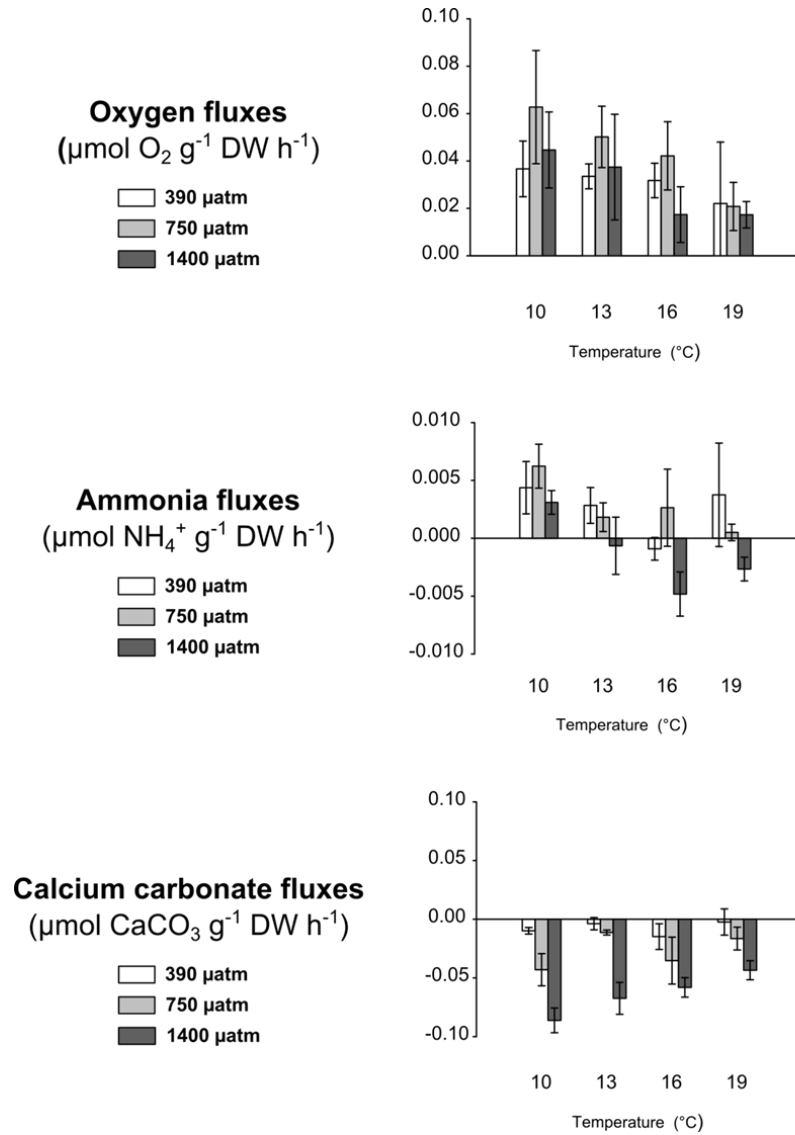 Oxygen fluxes
(µmol O₂ g⁻¹ DW h⁻¹)
390 µatm
750 µatm
1400 µatm
0.10
0.08
0.06
0.04
0.02
0.00
10 13 16 19
Temperature (°C)
Ammonia fluxes
(µmol NH₄⁺ g⁻¹ DW h⁻¹)
390 µatm
750 µatm
1400 µatm
0.010
0.005
0.000
-0.005
-0.010
10 13 16 19
Temperature (°C)
Calcium carbonate fluxes
(µmol CaCO₃ g⁻¹ DW h⁻¹)
390 µatm
750 µatm
1400 µatm
0.10
0.05
0.00
-0.05
-0.10
10 13 16 19
Temperature (°C)